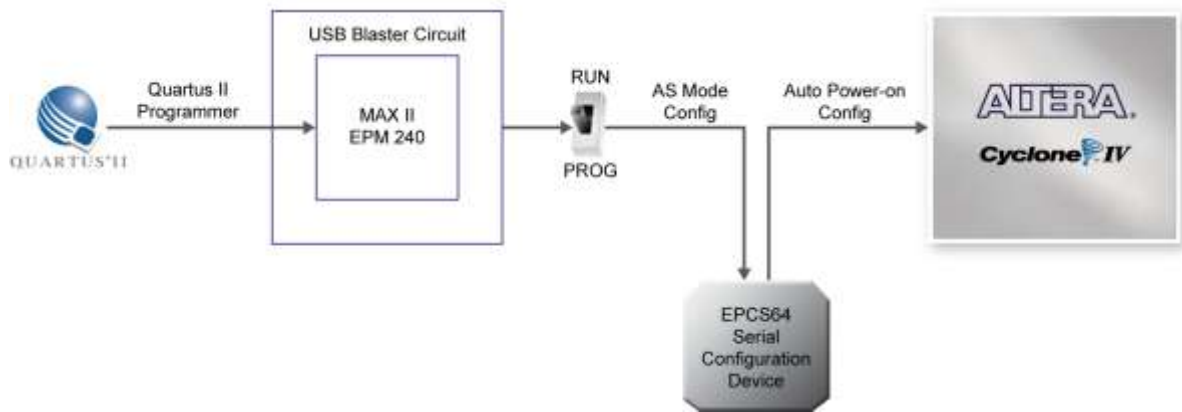 USB Blaster Circuit
Quartus II
Programmer
MAX II
EPM 240
QUARTUS®II
RUN
PROG
AS Mode
Config
Auto Power-on
Config
ALTERA®
Cyclone IV
EPCS64
Serial
Configuration
Device